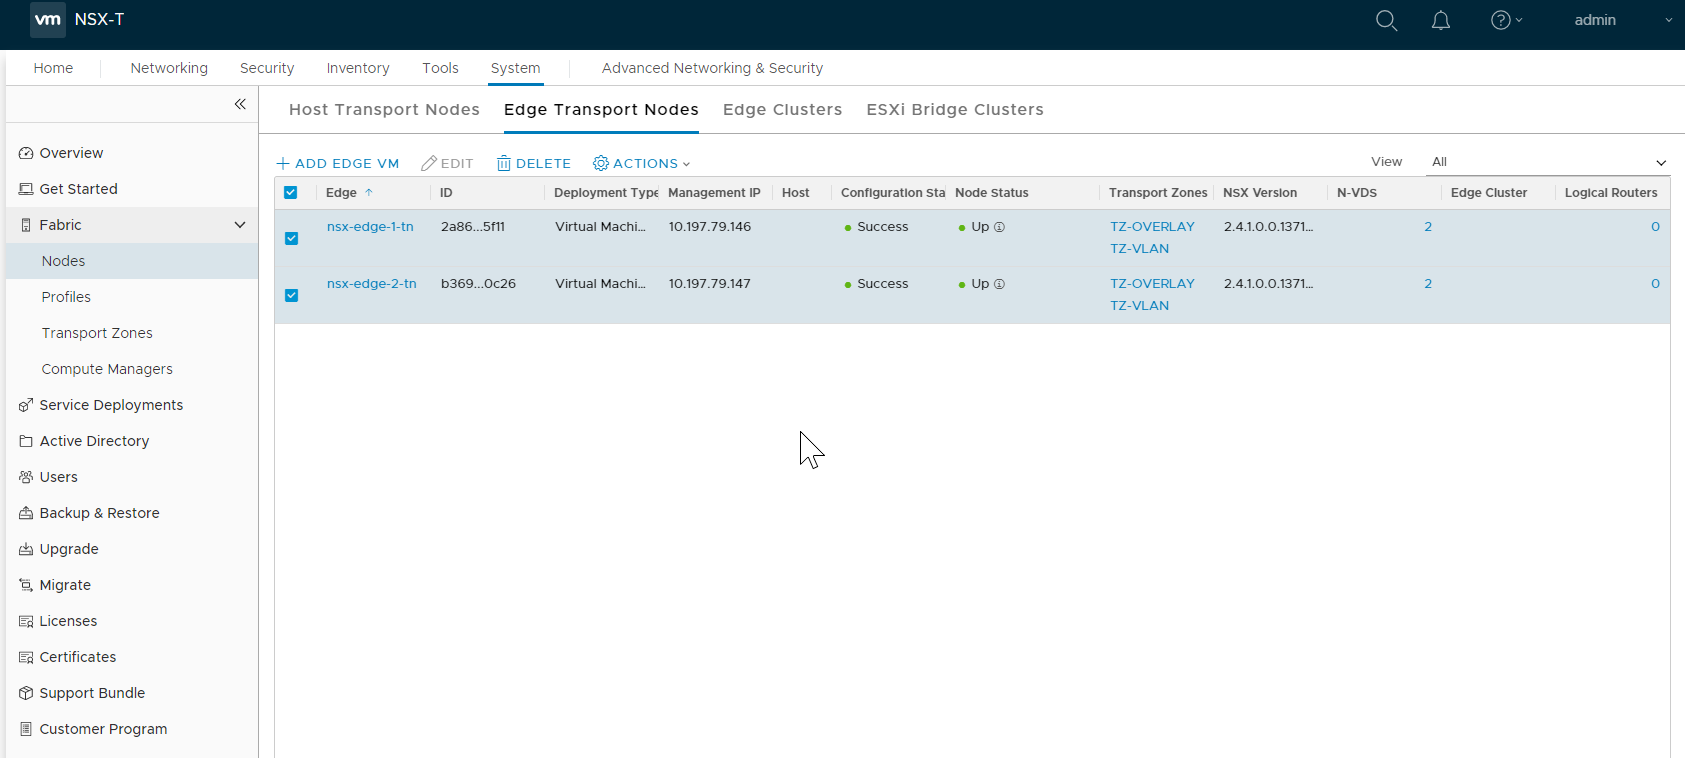 vm NSX-T admin
Home Networking Security Inventory Tools System Advanced Networking & Security
Host Transport Nodes Edge Transport Nodes Edge Clusters ESXi Bridge Clusters
Overview
Get Started
Fabric
Nodes
Profiles
Transport Zones
Compute Managers
Service Deployments
Active Directory
Users
Backup & Restore
Upgrade
Migrate
Licenses
Certificates
Support Bundle
Customer Program
+ ADD EDGE VM EDIT DELETE ACTIONS View All
Edge ID Deployment Type Management IP Host Configuration Sta Node Status Transport Zones NSX Version N-VDS Edge Cluster Logical Routers
nsx-edge-1-tn 2a86...5f11 Virtual Machi... 10.197.79.146 Success Up TZ-OVERLAY 2.4.1.0.0.1371... 2 0
TZ-VLAN
nsx-edge-2-tn b369...0c26 Virtual Machi... 10.197.79.147 Success Up TZ-OVERLAY 2.4.1.0.0.1371... 2 0
TZ-VLAN